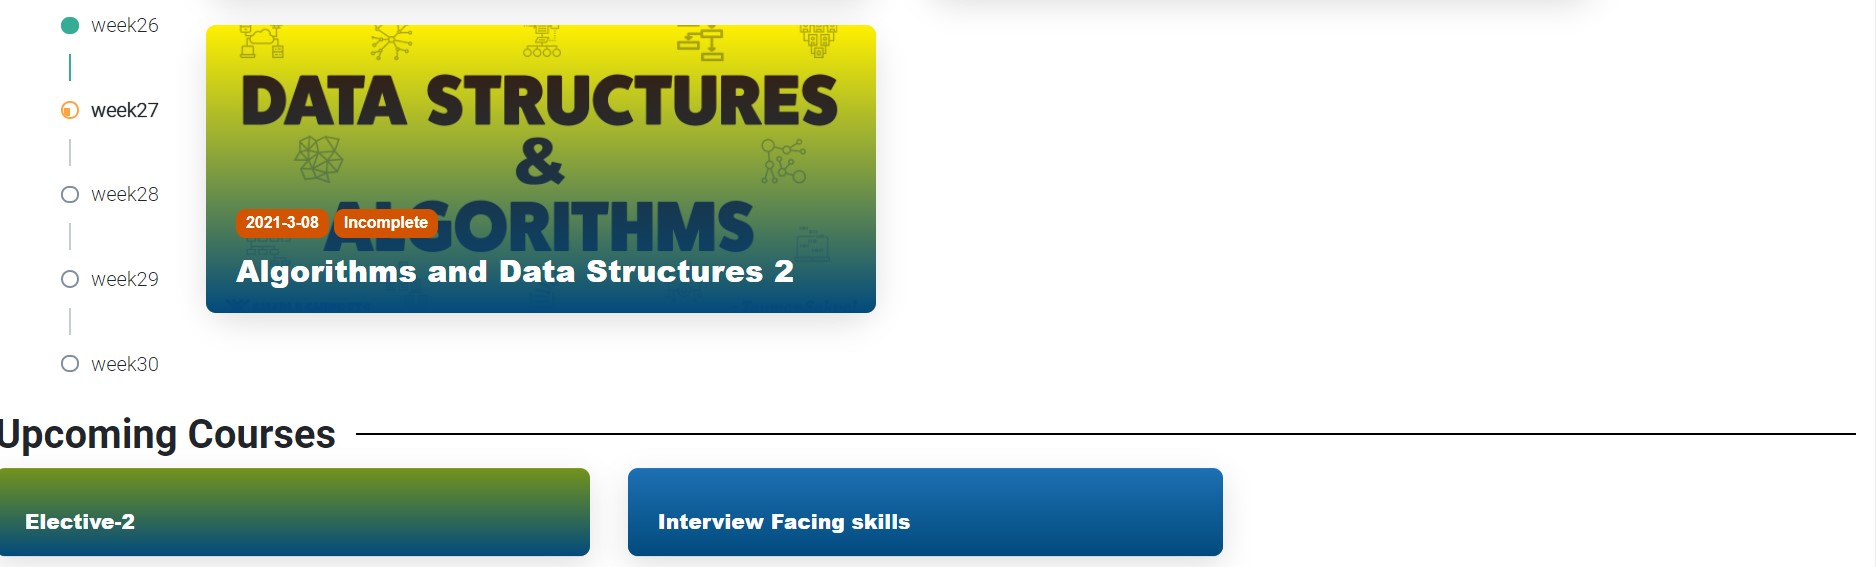 week26
week27
week28
week29
week30
DATA STRUCTURES
&
ALGORITHMS
2021-3-08 Incomplete
Algorithms and Data Structures 2
Upcoming Courses
Elective-2
Interview Facing skills